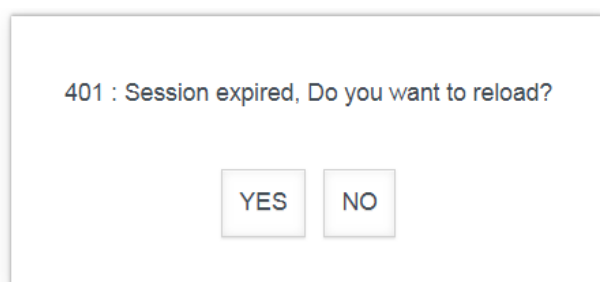 401 : Session expired, Do you want to reload?
YES NO